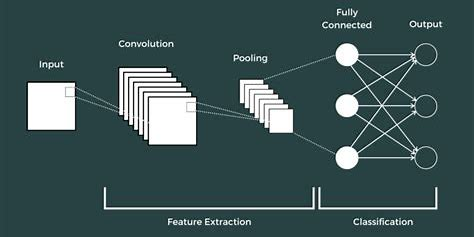 Input
Convolution
Pooling
Fully
Connected
Output
Feature Extraction
Classification